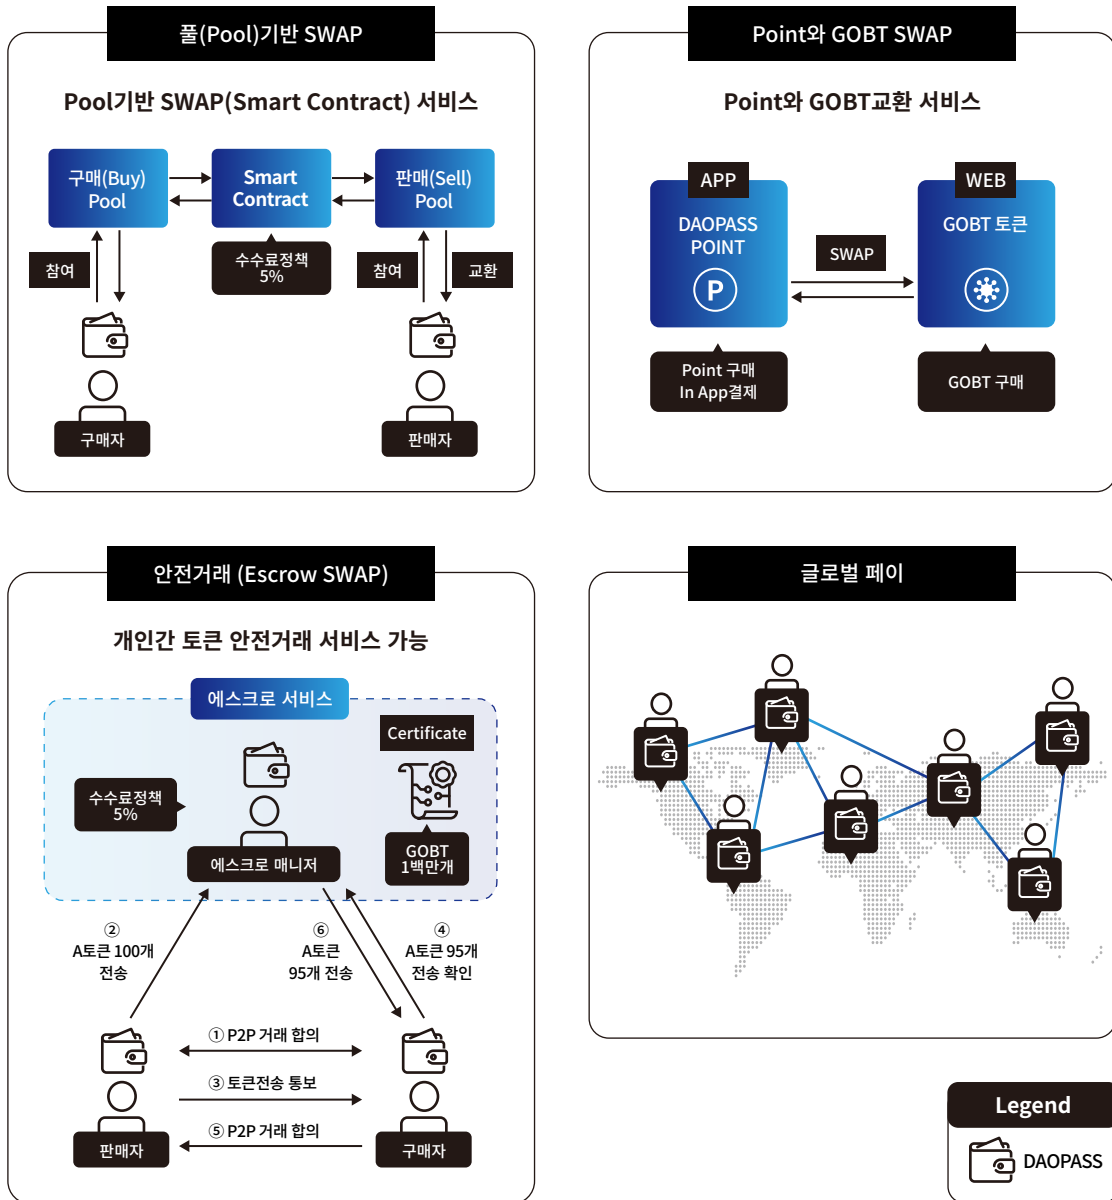 풀(Pool)기반 SWAP
Pool기반 SWAP(Smart Contract) 서비스
구매(Buy)
Pool
Smart
Contract
판매(Sell)
Pool
참여
수수료정책
5%
참여
교환
구매자
판매자
Point와 GOBT SWAP
Point와 GOBT교환 서비스
APP
DAOPASS
POINT
P
SWAP
WEB
GOBT 토큰
Point 구매
In App결제
GOBT 구매
안전거래 (Escrow SWAP)
개인간 토큰 안전거래 서비스 가능
에스크로 서비스
Certificate
수수료정책
5%
에스크로 매니저
GOBT
1백만개
②
A토큰 100개
전송
⑥
A토큰
95개 전송
④
A토큰 95개
전송 확인
① P2P 거래 합의
③ 토큰전송 통보
⑤ P2P 거래 합의
판매자
구매자
글로벌 페이
Legend
DAOPASS